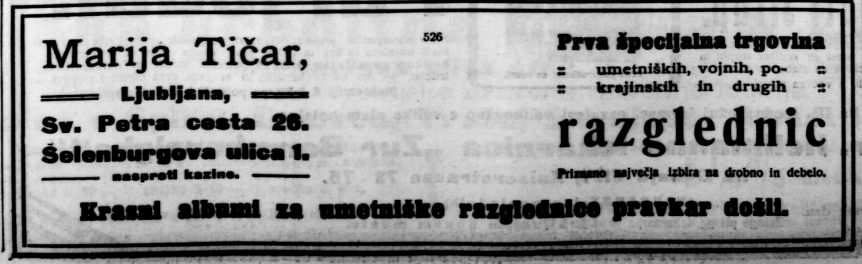 Marija Tičar,
Ljubljana,
Sv. Petra cesta 26.
Šelenburgova ulica 1.
nasproti kazine.
526
Prva špecijalna trgovina
:: umetniških, vojnih, po- ::
:: krajinskih in drugih ::
razglednic
Priznano največja izbira na drobno in debelo.
Krasni albumi za umetniške razglednice pravkar došli.